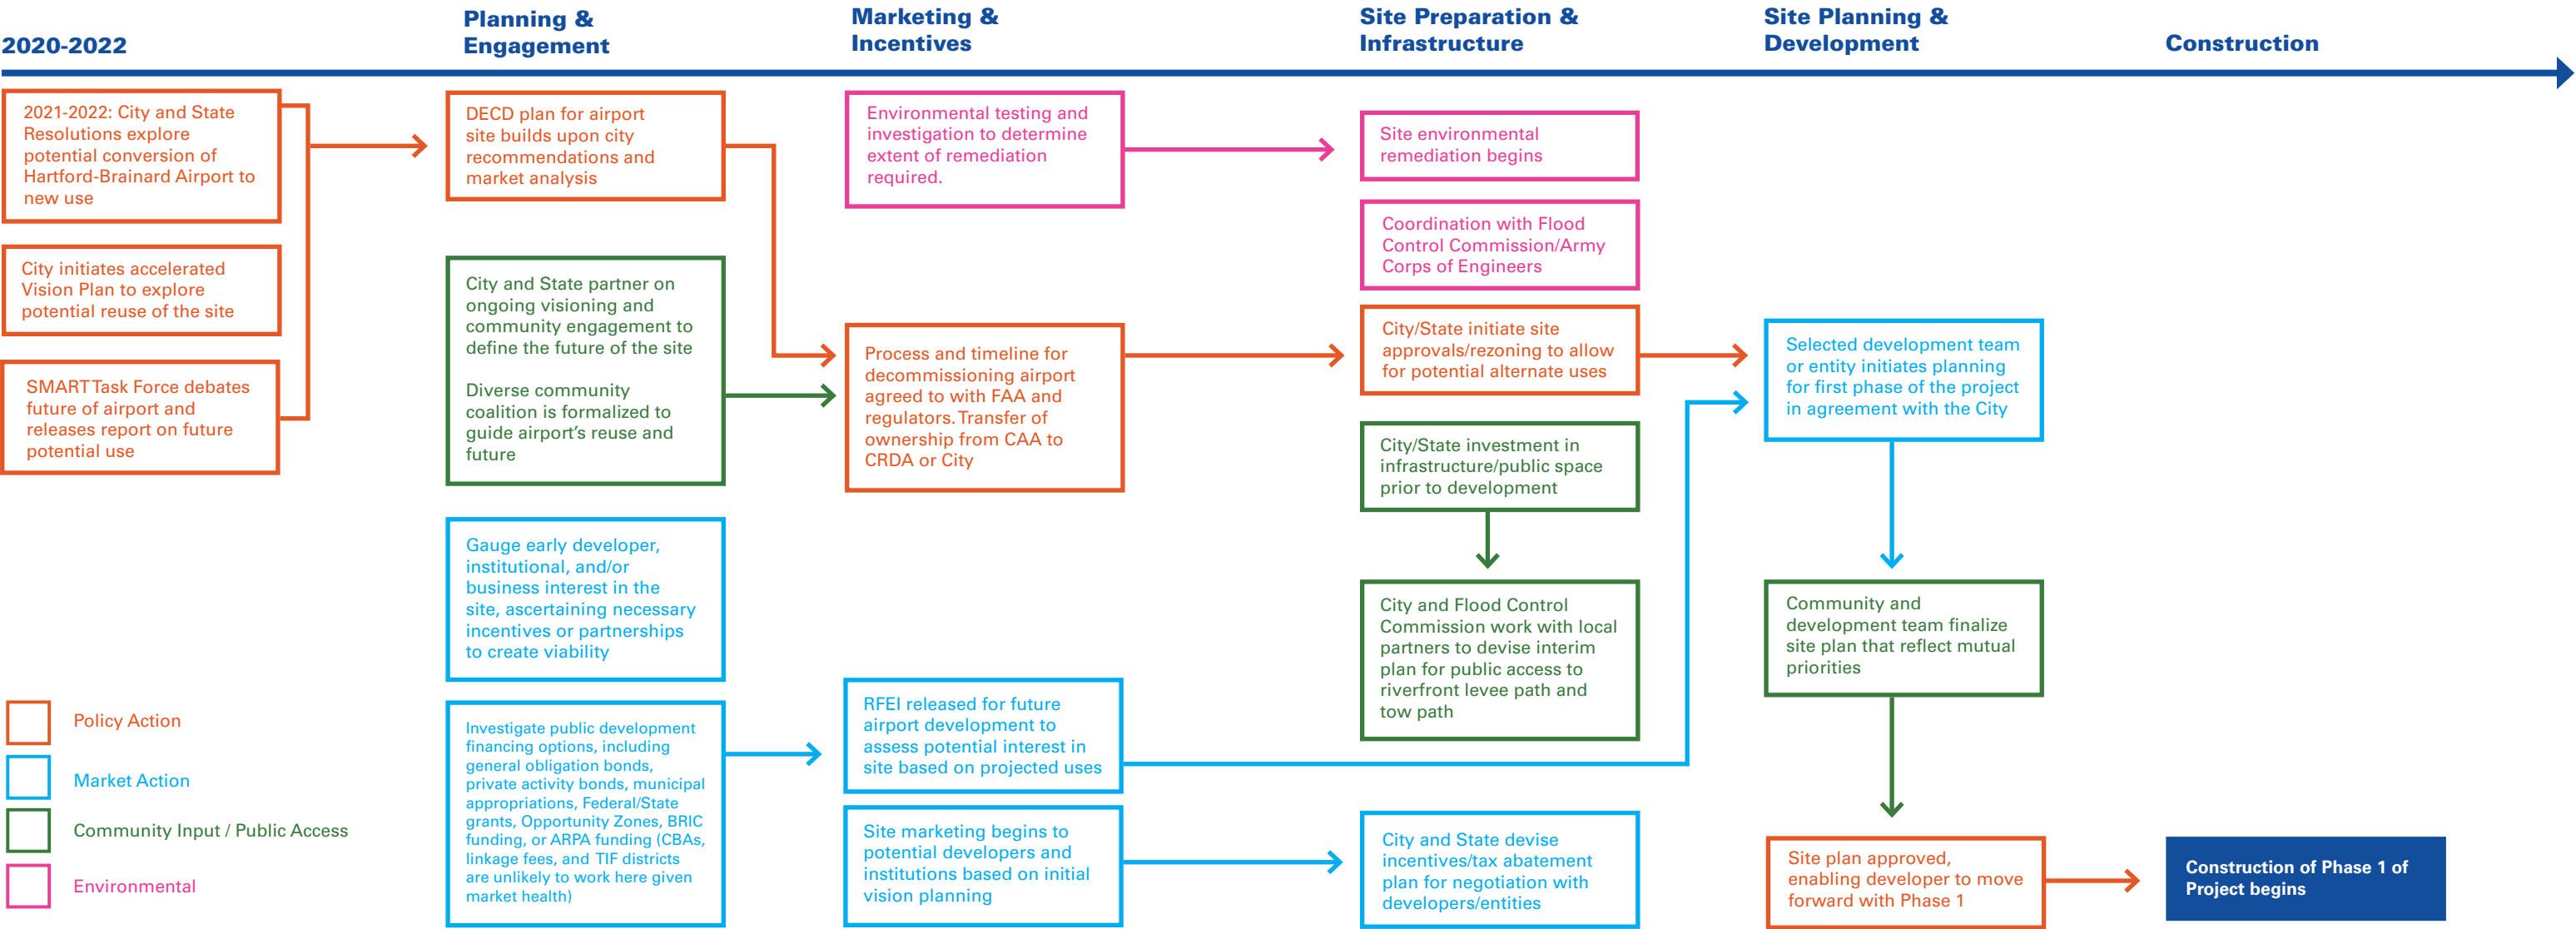 2020-2022
Planning &
Engagement
Marketing &
Incentives
Site Preparation &
Infrastructure
Site Planning &
Development
Construction
2021-2022: City and State
Resolutions explore
potential conversion of
Hartford-Brainard Airport to
new use
City initiates accelerated
Vision Plan to explore
potential reuse of the site
SMART Task Force debates
future of airport and
releases report on future
potential use
DECD plan for airport
site builds upon city
recommendations and
market analysis
City and State partner on
ongoing visioning and
community engagement to
define the future of the site
Diverse community
coalition is formalized to
guide airport’s reuse and
future
Gauge early developer,
institutional, and/or
business interest in the
site, ascertaining necessary
incentives or partnerships
to create viability
Investigate public development
financing options, including
general obligation bonds,
private activity bonds, municipal
appropriations, Federal/State
grants, Opportunity Zones, BRIC
funding, or ARPA funding (CBAs,
linkage fees, and TIF districts
are unlikely to work here given
market health)
Environmental testing and
investigation to determine
extent of remediation
required.
Process and timeline for
decommissioning airport
agreed to with FAA and
regulators. Transfer of
ownership from CAA to
CRDA or City
RFEI released for future
airport development to
assess potential interest in
site based on projected uses
Site marketing begins to
potential developers and
institutions based on initial
vision planning
Site environmental
remediation begins
Coordination with Flood
Control Commission/Army
Corps of Engineers
City/State initiate site
approvals/rezoning to allow
for potential alternate uses
City/State investment in
infrastructure/public space
prior to development
City and Flood Control
Commission work with local
partners to devise interim
plan for public access to
riverfront levee path and
tow path
City and State devise
incentives/tax abatement
plan for negotiation with
developers/entities
Selected development team
or entity initiates planning
for first phase of the project
in agreement with the City
Community and
development team finalize
site plan that reflect mutual
priorities
Site plan approved,
enabling developer to move
forward with Phase 1
Construction of Phase 1 of
Project begins
Policy Action
Market Action
Community Input / Public Access
Environmental